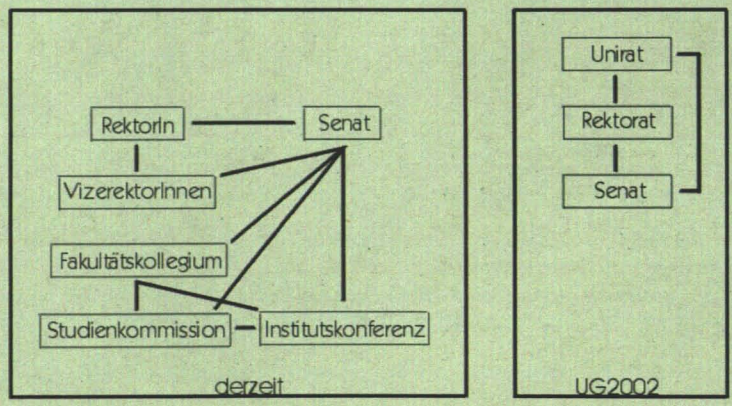 RektorIn
Senat
VizerektorInnen
Fakultätskollegium
Studienkommission
Institutskonferenz
derzeit
Unirat
Rektorat
Senat
UG2002